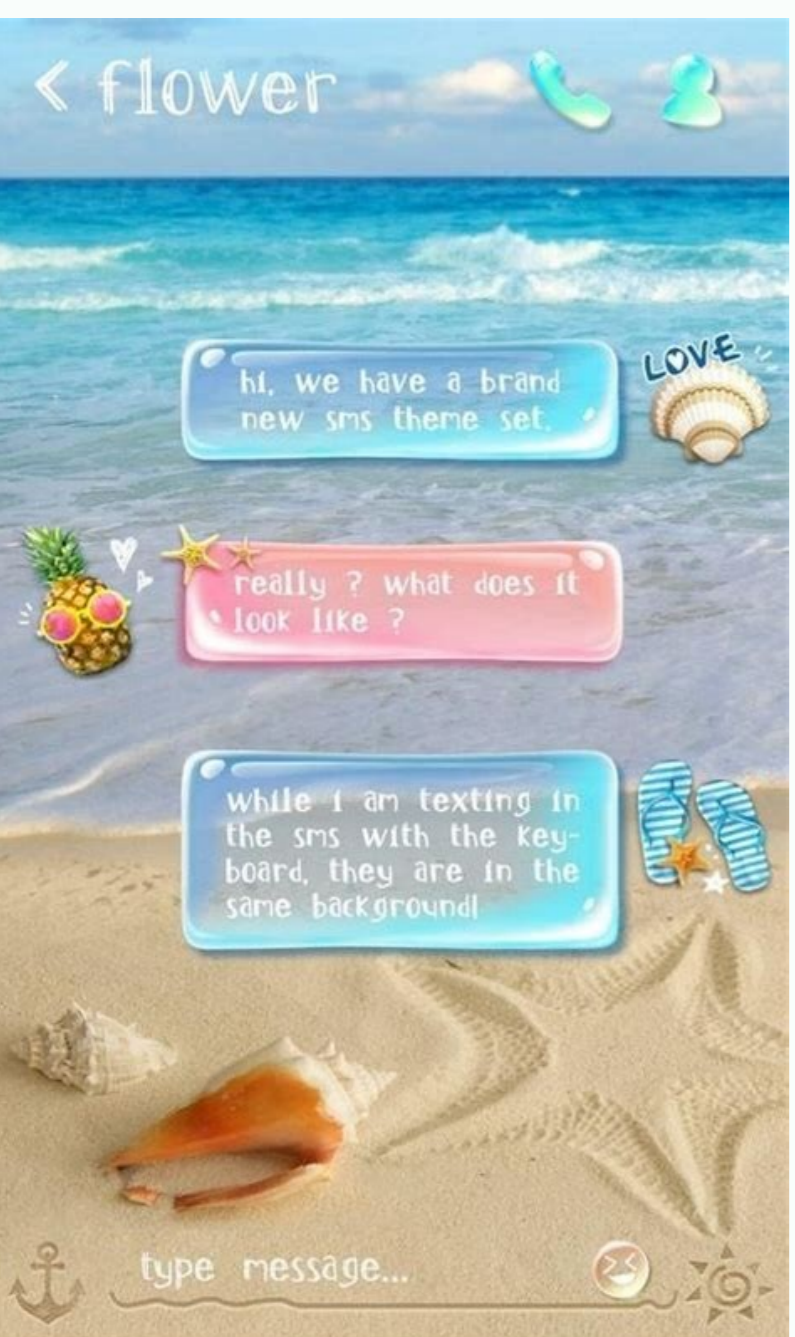 flower
LOVE
hi, we have a brand
new sms theme set.
really ? what does it
look like ?
while i am texting in
the sms with the key-
board, they are in the
same background!
type message...